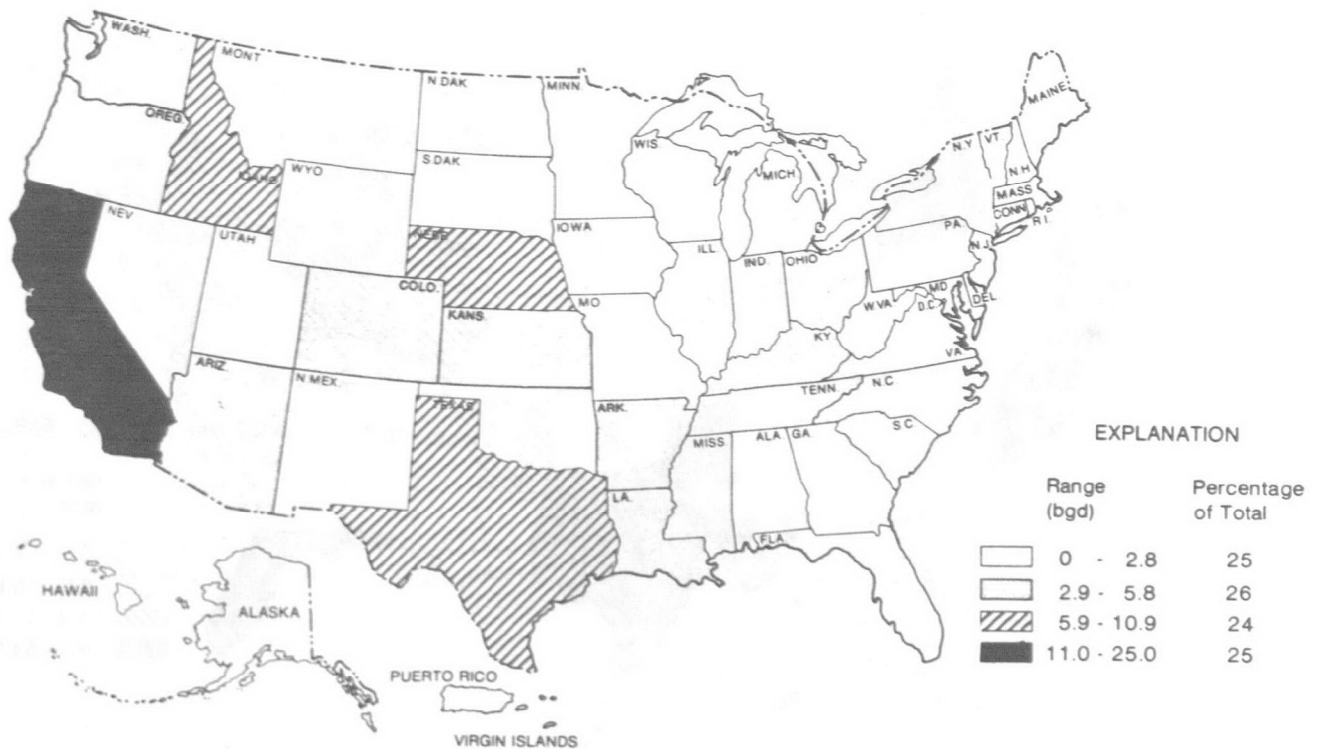 WASH.
MONT
N.DAK
MINN.
MAINE
OREG.
IDAHO
WYO
S.DAK
WIS.
MICH
N.Y
VT.
N H
MASS
CONN
R I.
NEV
UTAH
COLO.
NEBR
IOWA
ILL
IND.
OHIO
PA.
N.J.
MD
DEL
D.C.
W.VA
VA.
KANS.
MO
KY
ARIZ.
N.MEX.
TEXAS
ARK.
TENN.
N.C.
S C
MISS
ALA.
GA.
LA.
FLA.
HAWAII
ALASKA
PUERTO RICO
VIRGIN ISLANDS
EXPLANATION
Range Percentage
(bgd) of Total
0 - 2.8 25
2.9 - 5.8 26
5.9 - 10.9 24
11.0 - 25.0 25